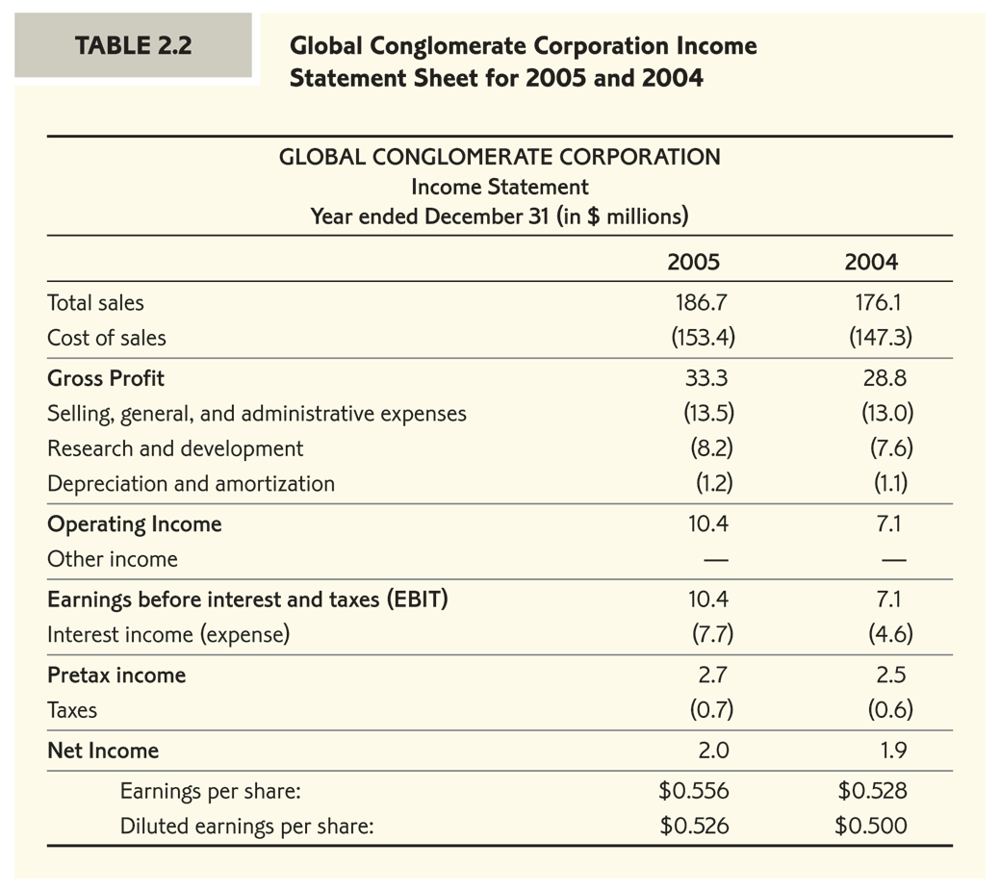 TABLE 2.2
Global Conglomerate Corporation Income
Statement Sheet for 2005 and 2004
GLOBAL CONGLOMERATE CORPORATION
Income Statement
Year ended December 31 (in $ millions)
2005 2004
Total sales 186.7 176.1
Cost of sales (153.4) (147.3)
Gross Profit 33.3 28.8
Selling, general, and administrative expenses (13.5) (13.0)
Research and development (8.2) (7.6)
Depreciation and amortization (1.2) (1.1)
Operating Income 10.4 7.1
Other income — —
Earnings before interest and taxes (EBIT) 10.4 7.1
Interest income (expense) (7.7) (4.6)
Pretax income 2.7 2.5
Taxes (0.7) (0.6)
Net Income 2.0 1.9
Earnings per share: $0.556 $0.528
Diluted earnings per share: $0.526 $0.500